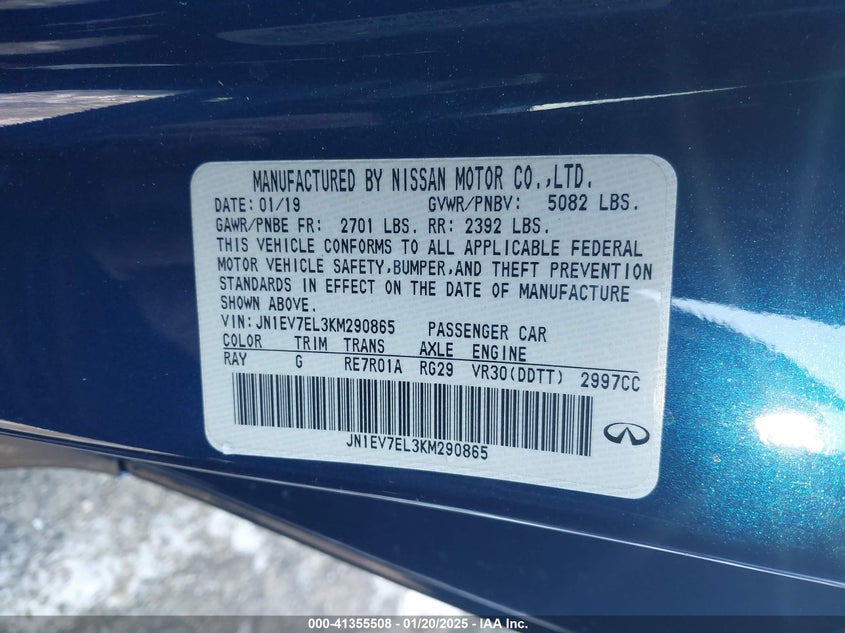 MANUFACTURED BY NISSAN MOTOR CO.,LTD.
DATE: 01/19 GVWR/PNBV: 5082 LBS.
GAWR/PNBE FR: 2701 LBS. RR: 2392 LBS.
THIS VEHICLE CONFORMS TO ALL APPLICABLE FEDERAL
MOTOR VEHICLE SAFETY,BUMPER,AND THEFT PREVENTION
STANDARDS IN EFFECT ON THE DATE OF MANUFACTURE
SHOWN ABOVE.
VIN:JN1EV7EL3KM290865 PASSENGER CAR
COLOR TRIM TRANS AXLE ENGINE
RAY G RE7R01A RG29 VR30(DDTT) 2997CC
JN1EV7EL3KM290865
000-41355508 — 01/20/2025 — © IAA, Inc.